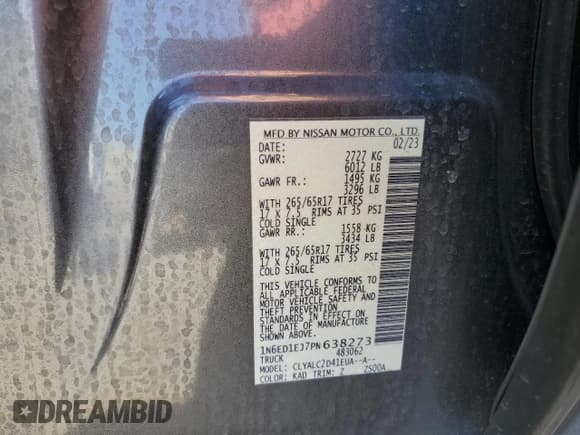 MFD BY NISSAN MOTOR CO., LTD.
DATE: 02/23
GVWR: 2727 KG
6012 LB
GAWR FR.: 1495 KG
3296 LB
WITH 265/65R17 TIRES
17 X 7.5 RIMS AT 35 PSI
COLD SINGLE
GAWR RR.: 1558 KG
3434 LB
WITH 265/65R17 TIRES
17 X 7.5 RIMS AT 35 PSI
COLD SINGLE
THIS VEHICLE CONFORMS TO
ALL APPLICABLE FEDERAL
MOTOR VEHICLE SAFETY AND
THEFT PREVENTION
STANDARDS IN EFFECT ON
THE DATE OF MANUFACTURE
SHOWN ABOVE
1N6ED1EJ7PN638273
TRUCK 483062
MODEL: CLYALC2D41EUA--A--
COLOR: KAD TRIM: Z ZS00A
DREAMBID